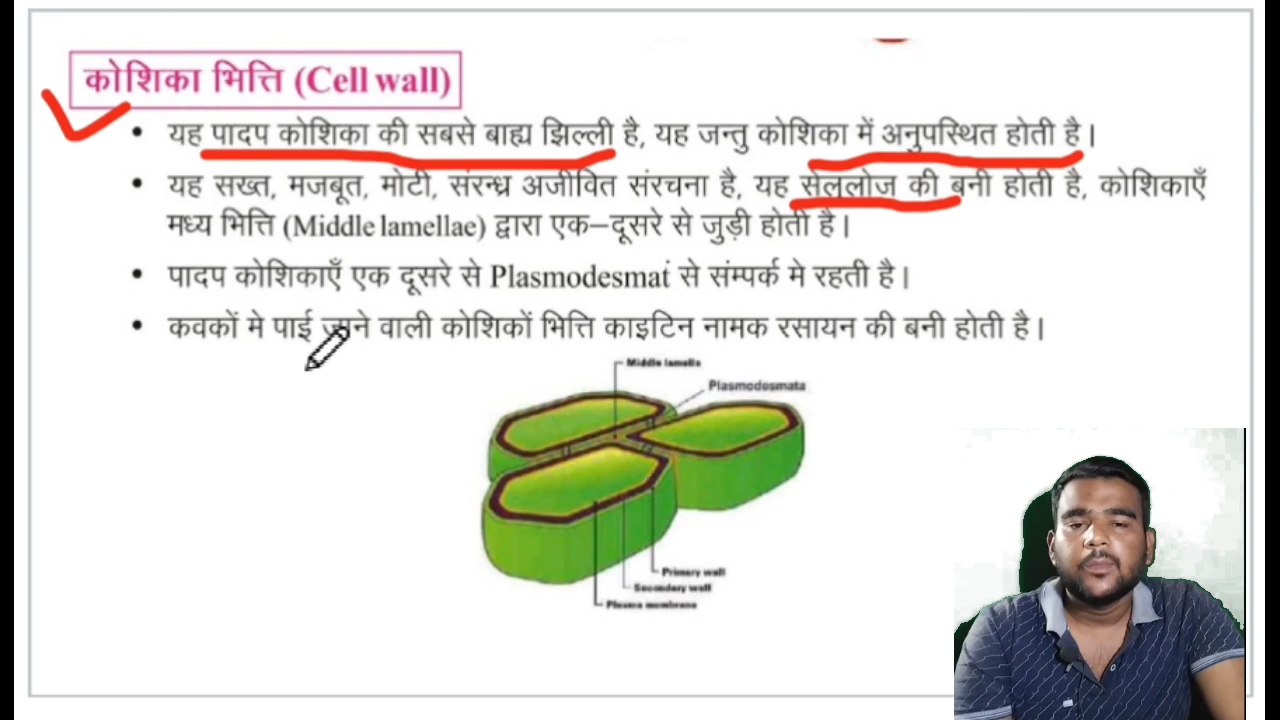 कोशिका भित्ति (Cell wall)
• यह पादप कोशिका की सबसे बाह्य झिल्ली है, यह जन्तु कोशिका में अनुपस्थित होती है।
• यह सख्त, मजबूत, मोटी, संरन्ध्र अजीवित संरचना है, यह सेललोज की बनी होती है, कोशिकाएँ
मध्य भित्ति (Middle lamellae) द्वारा एक–दूसरे से जुड़ी होती है।
• पादप कोशिकाएँ एक दूसरे से Plasmodesmat से संम्पर्क मे रहती है।
• कवकों मे पाई जाने वाली कोशिकों भित्ति काइटिन नामक रसायन की बनी होती है।
Middle lamella
Plasmodesmata
Primary wall
Secondary wall
Plasma membrane